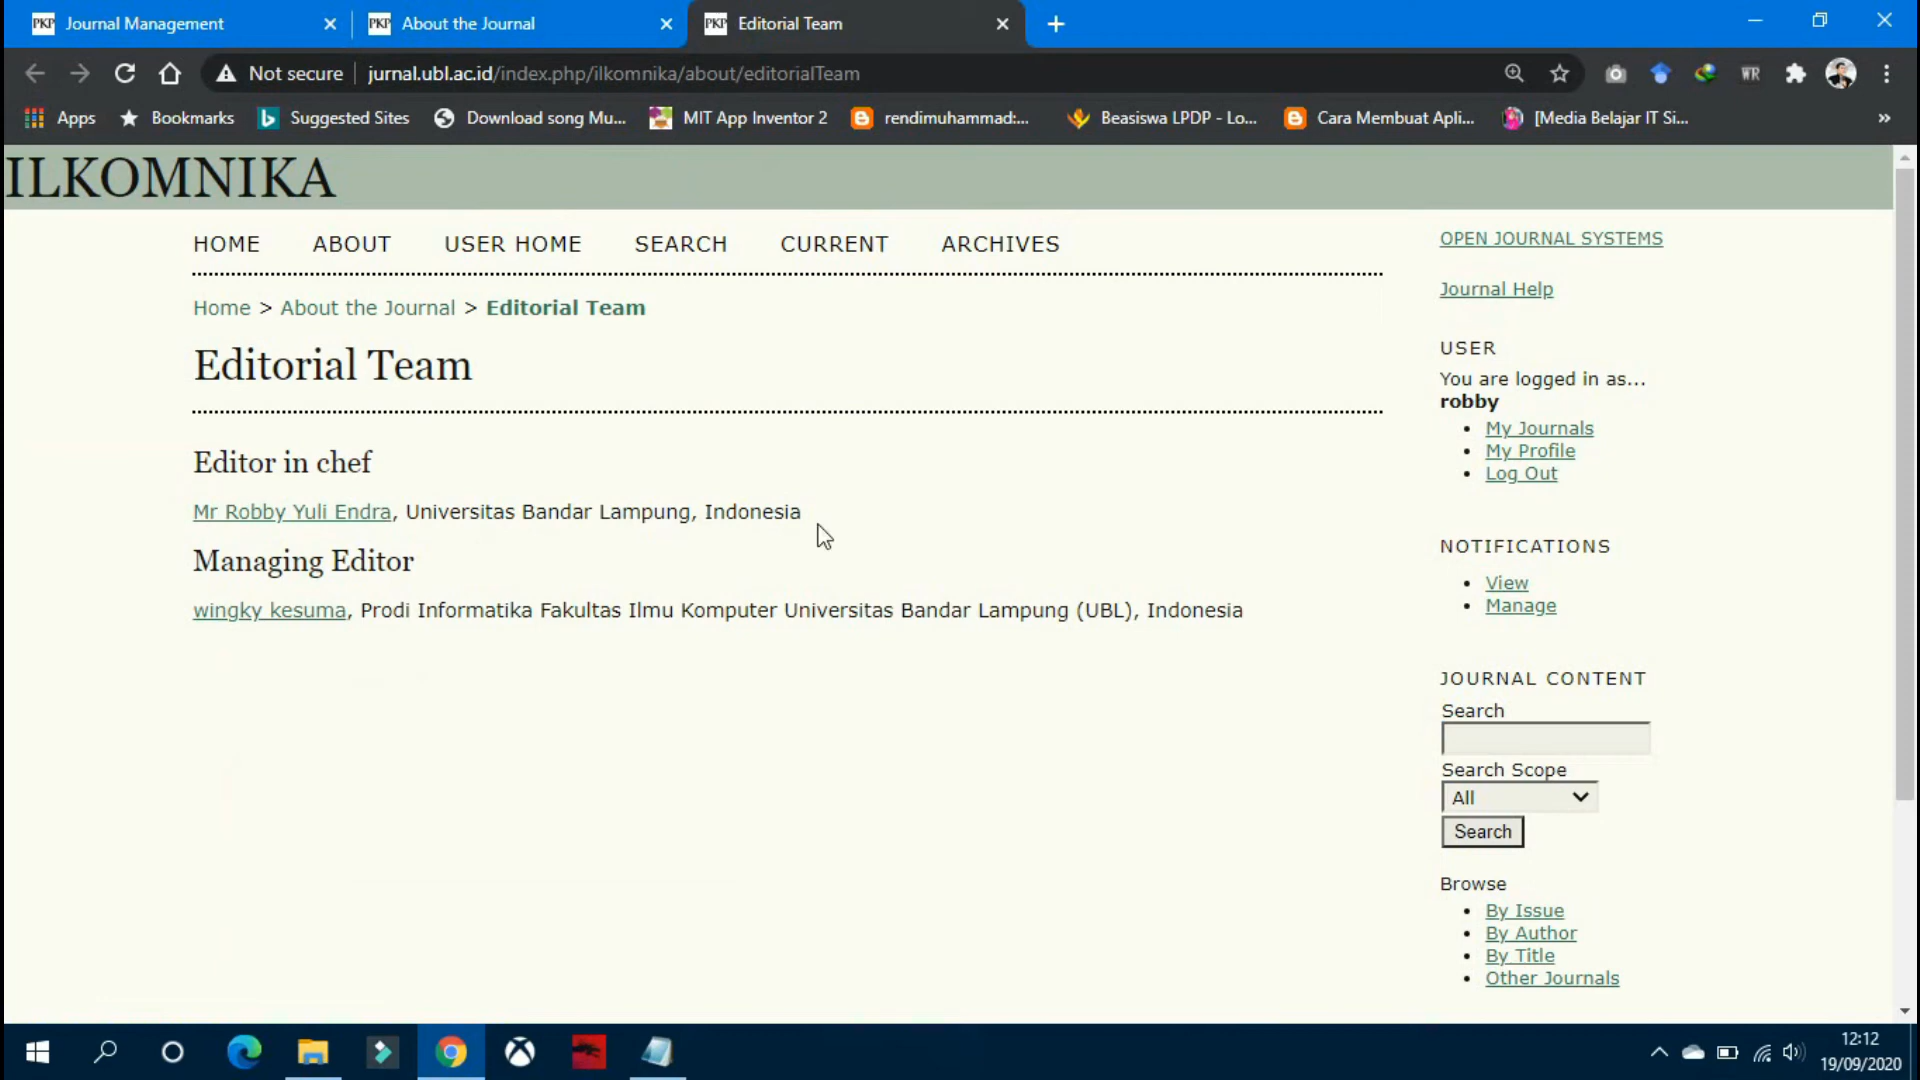 Journal Management
About the Journal
Editorial Team
Not secure
jurnal.ubl.ac.id/index.php/ilkomnika/about/editorialTeam
WR
Apps
Bookmarks
Suggested Sites
Download song Mu...
MIT App Inventor 2
rendimuhammad:...
Beasiswa LPDP - Lo...
Cara Membuat Apli...
[Media Belajar IT Si...
»
ILKOMNIKA
HOME ABOUT USER HOME SEARCH CURRENT ARCHIVES
Home > About the Journal > Editorial Team
Editorial Team
Editor in chef
Mr Robby Yuli Endra, Universitas Bandar Lampung, Indonesia
Managing Editor
wingky kesuma, Prodi Informatika Fakultas Ilmu Komputer Universitas Bandar Lampung (UBL), Indonesia
OPEN JOURNAL SYSTEMS
Journal Help
USER
You are logged in as...
robby
• My Journals
• My Profile
• Log Out
NOTIFICATIONS
• View
• Manage
JOURNAL CONTENT
Search
Search Scope
All
Search
Browse
• By Issue
• By Author
• By Title
• Other Journals
12:12
19/09/2020